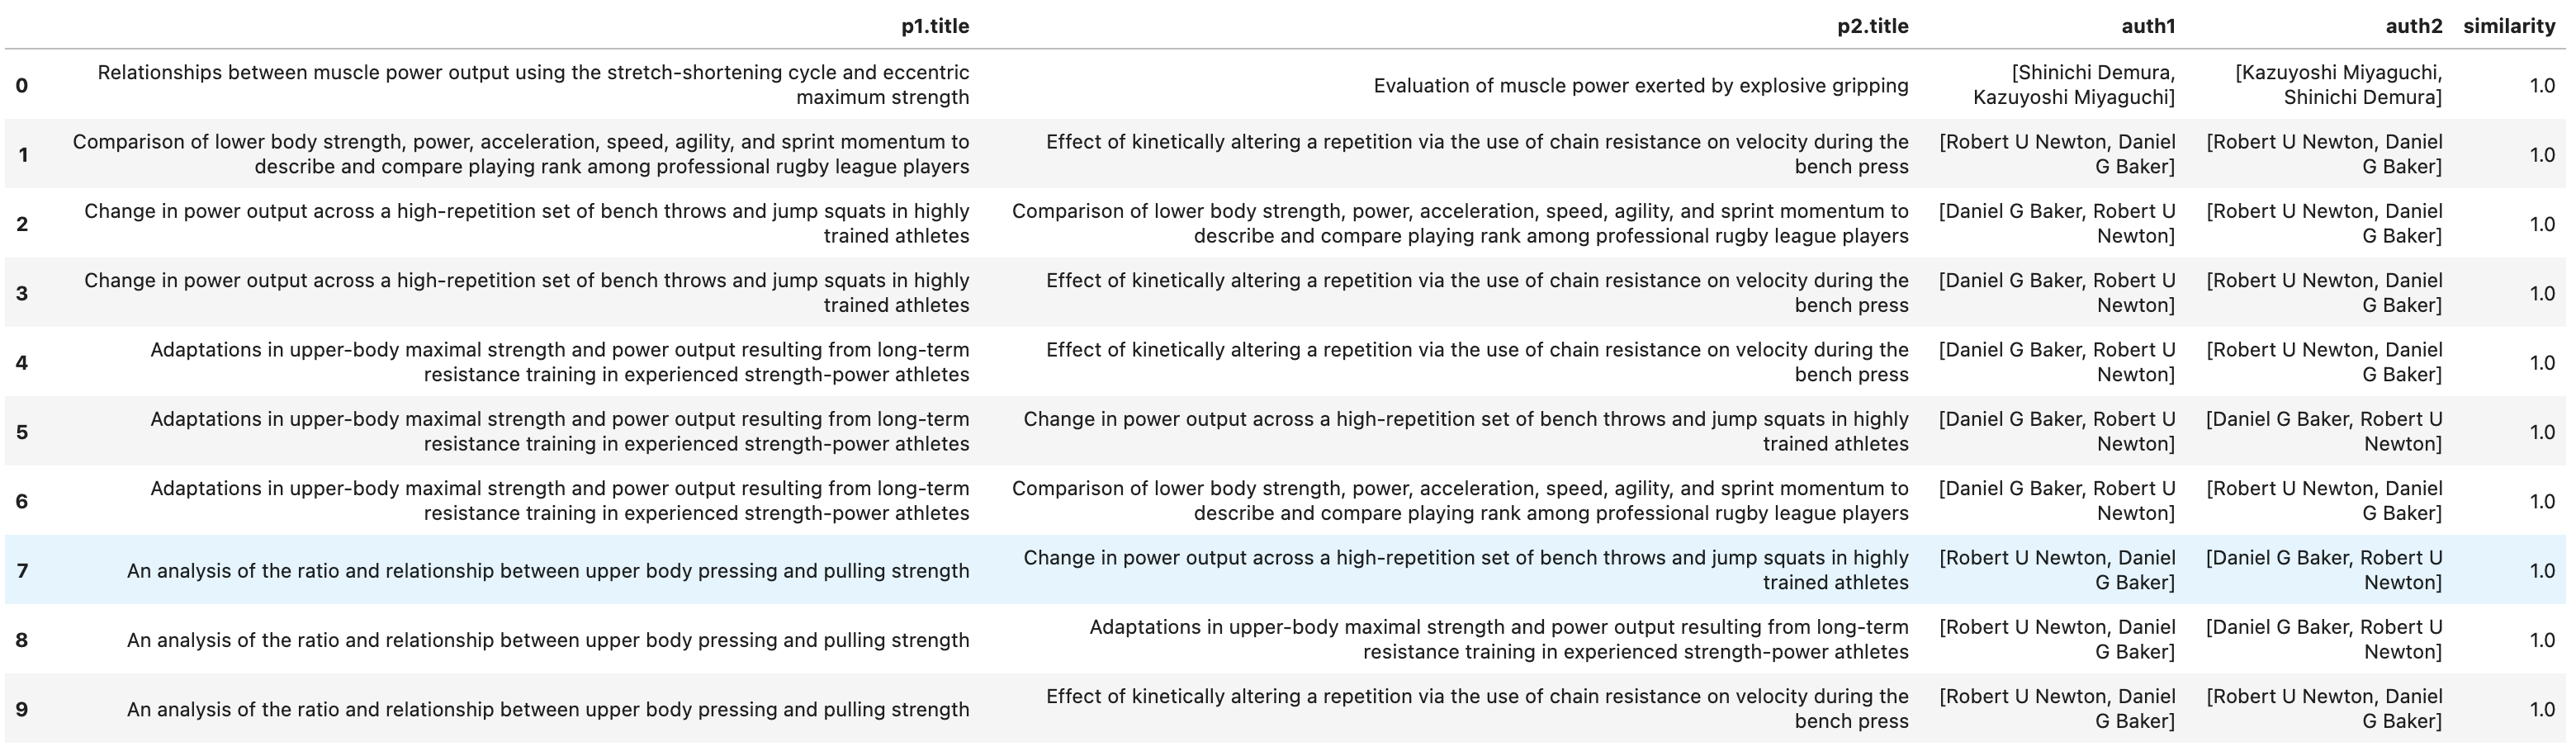 p1.title p2.title auth1 auth2 similarity
0 Relationships between muscle power output using the stretch-shortening cycle and eccentric maximum strength Evaluation of muscle power exerted by explosive gripping [Shinichi Demura, Kazuyoshi Miyaguchi] [Kazuyoshi Miyaguchi, Shinichi Demura] 1.0
1 Comparison of lower body strength, power, acceleration, speed, agility, and sprint momentum to describe and compare playing rank among professional rugby league players Effect of kinetically altering a repetition via the use of chain resistance on velocity during the bench press [Robert U Newton, Daniel G Baker] [Robert U Newton, Daniel G Baker] 1.0
2 Change in power output across a high-repetition set of bench throws and jump squats in highly trained athletes Comparison of lower body strength, power, acceleration, speed, agility, and sprint momentum to describe and compare playing rank among professional rugby league players [Daniel G Baker, Robert U Newton] [Robert U Newton, Daniel G Baker] 1.0
3 Change in power output across a high-repetition set of bench throws and jump squats in highly trained athletes Effect of kinetically altering a repetition via the use of chain resistance on velocity during the bench press [Daniel G Baker, Robert U Newton] [Robert U Newton, Daniel G Baker] 1.0
4 Adaptations in upper-body maximal strength and power output resulting from long-term resistance training in experienced strength-power athletes Effect of kinetically altering a repetition via the use of chain resistance on velocity during the bench press [Daniel G Baker, Robert U Newton] [Robert U Newton, Daniel G Baker] 1.0
5 Adaptations in upper-body maximal strength and power output resulting from long-term resistance training in experienced strength-power athletes Change in power output across a high-repetition set of bench throws and jump squats in highly trained athletes [Daniel G Baker, Robert U Newton] [Daniel G Baker, Robert U Newton] 1.0
6 Adaptations in upper-body maximal strength and power output resulting from long-term resistance training in experienced strength-power athletes Comparison of lower body strength, power, acceleration, speed, agility, and sprint momentum to describe and compare playing rank among professional rugby league players [Daniel G Baker, Robert U Newton] [Robert U Newton, Daniel G Baker] 1.0
7 An analysis of the ratio and relationship between upper body pressing and pulling strength Change in power output across a high-repetition set of bench throws and jump squats in highly trained athletes [Robert U Newton, Daniel G Baker] [Daniel G Baker, Robert U Newton] 1.0
8 An analysis of the ratio and relationship between upper body pressing and pulling strength Adaptations in upper-body maximal strength and power output resulting from long-term resistance training in experienced strength-power athletes [Robert U Newton, Daniel G Baker] [Daniel G Baker, Robert U Newton] 1.0
9 An analysis of the ratio and relationship between upper body pressing and pulling strength Effect of kinetically altering a repetition via the use of chain resistance on velocity during the bench press [Robert U Newton, Daniel G Baker] [Robert U Newton, Daniel G Baker] 1.0